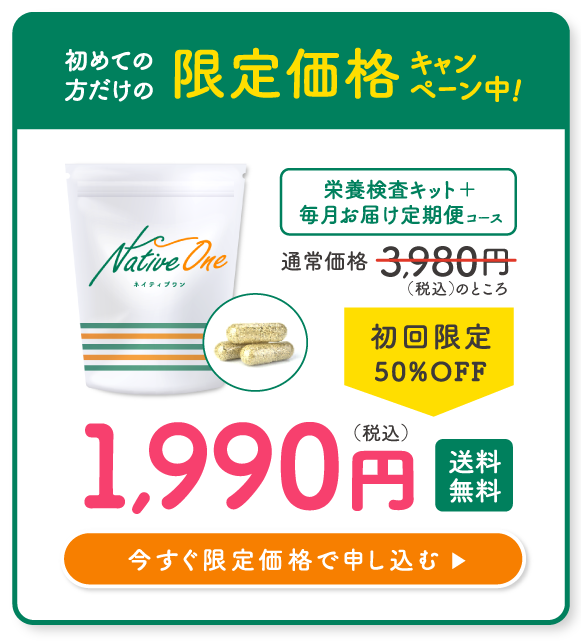 初めての
方だけの
限定価格
キャン
ペーン中!
栄養検査キット＋
毎月お届け定期便コース
Native One
ネイティブワン
通常価格 3,980円
（税込）のところ
初回限定
50%OFF
1,990円
（税込）
送料
無料
今すぐ限定価格で申し込む ▶